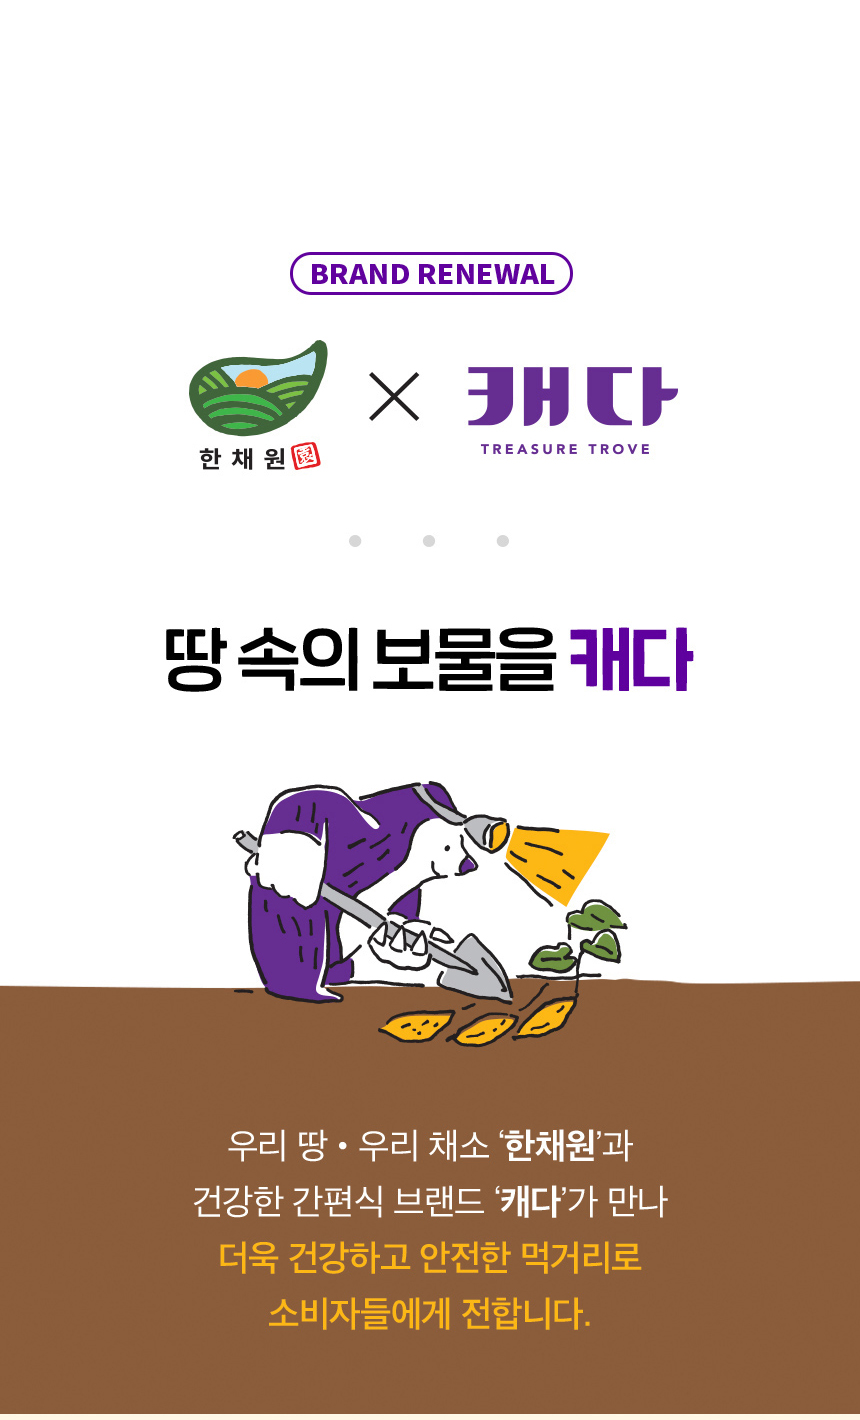 BRAND RENEWAL
한채원 園
캐다
TREASURE TROVE
땅 속의 보물을 캐다
우리 땅 • 우리 채소 ‘한채원’과
건강한 간편식 브랜드 ‘캐다’가 만나
더욱 건강하고 안전한 먹거리로
소비자들에게 전합니다.